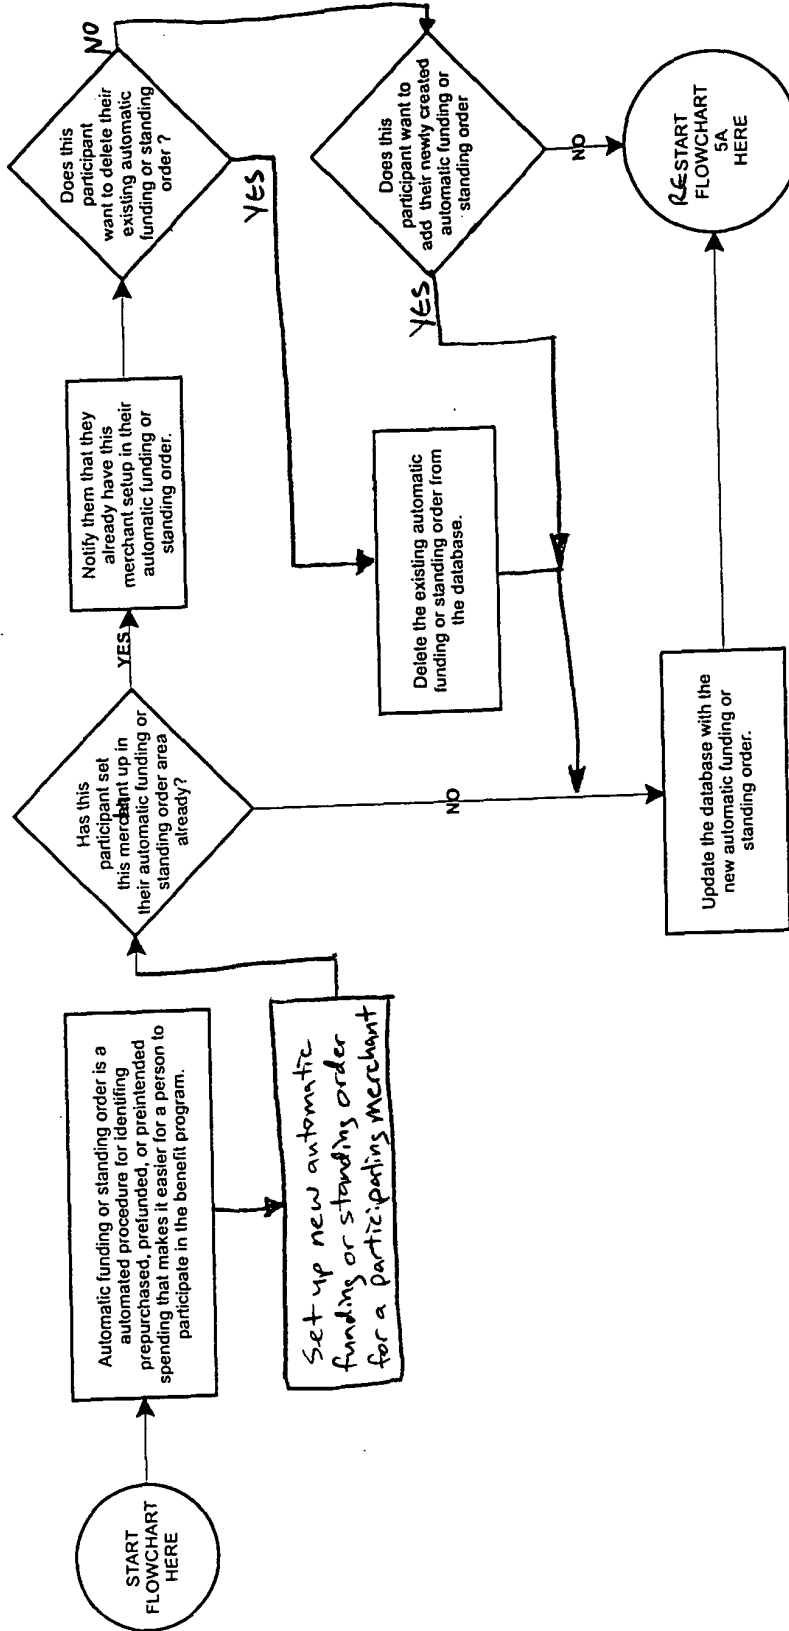 START
FLOWCHART
HERE
Automatic funding or standing order is a
automated procedure for identifing
prepurchased, prefunded, or preintended
spending that makes it easier for a person to
participate in the benefit program.
Set up new automatic
funding or standing order
for a participating merchant
Has this
participant set
this merchant up in
their automatic funding or
standing order area
already?
YES
NO
Notify them that they
already have this
merchant setup in their
automatic funding or
standing order.
Does this
participant
want to delete their
existing automatic
funding or standing
order ?
NO
YES
Delete the existing automatic
funding or standing order from
the database.
Does this
participant want to
add their newly created
automatic funding or
standing order
YES
NO
Update the database with the
new automatic funding or
standing order.
RESTART
FLOWCHART
5A
HERE